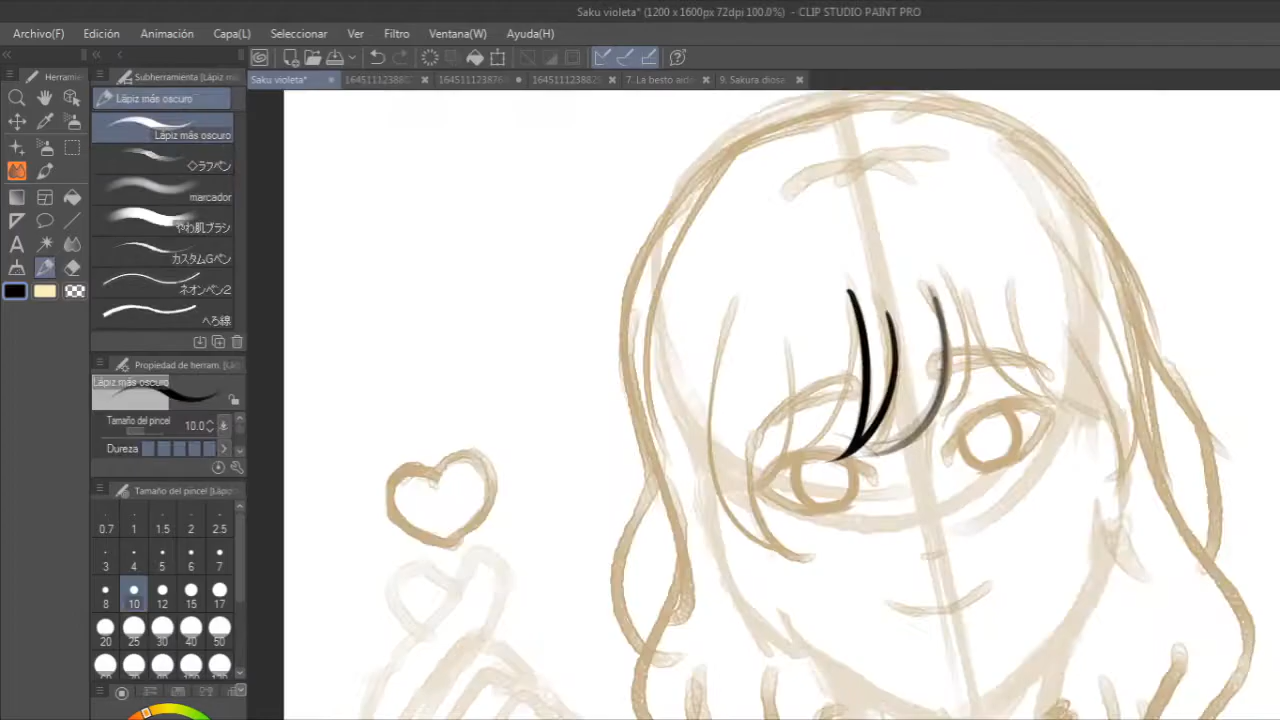 Saku violeta* (1200 x 1600px 72dpi 100.0%) - CLIP STUDIO PAINT PRO
Archivo(F) Edición Animación Capa(L) Seleccionar Ver Filtro Ventana(W) Ayuda(H)
Herramie Subherramienta [Lápiz má Saku violeta* 7. La besto 9. Sakura diosa
Lápiz más oscuro
Lápiz más oscuro
◇ラフペン
marcador
やわ肌ブラシ
カスタムGペン
ネオンペン2
へろ線
Propiedad de herram.
Lápiz más oscuro
Tamaño del pincel 10.0
Dureza
Tamaño del pincel [Lápiz
0.7 1 1.5 2 2.5
3 4 5 6 7
8 10 12 15 17
20 25 30 40 50